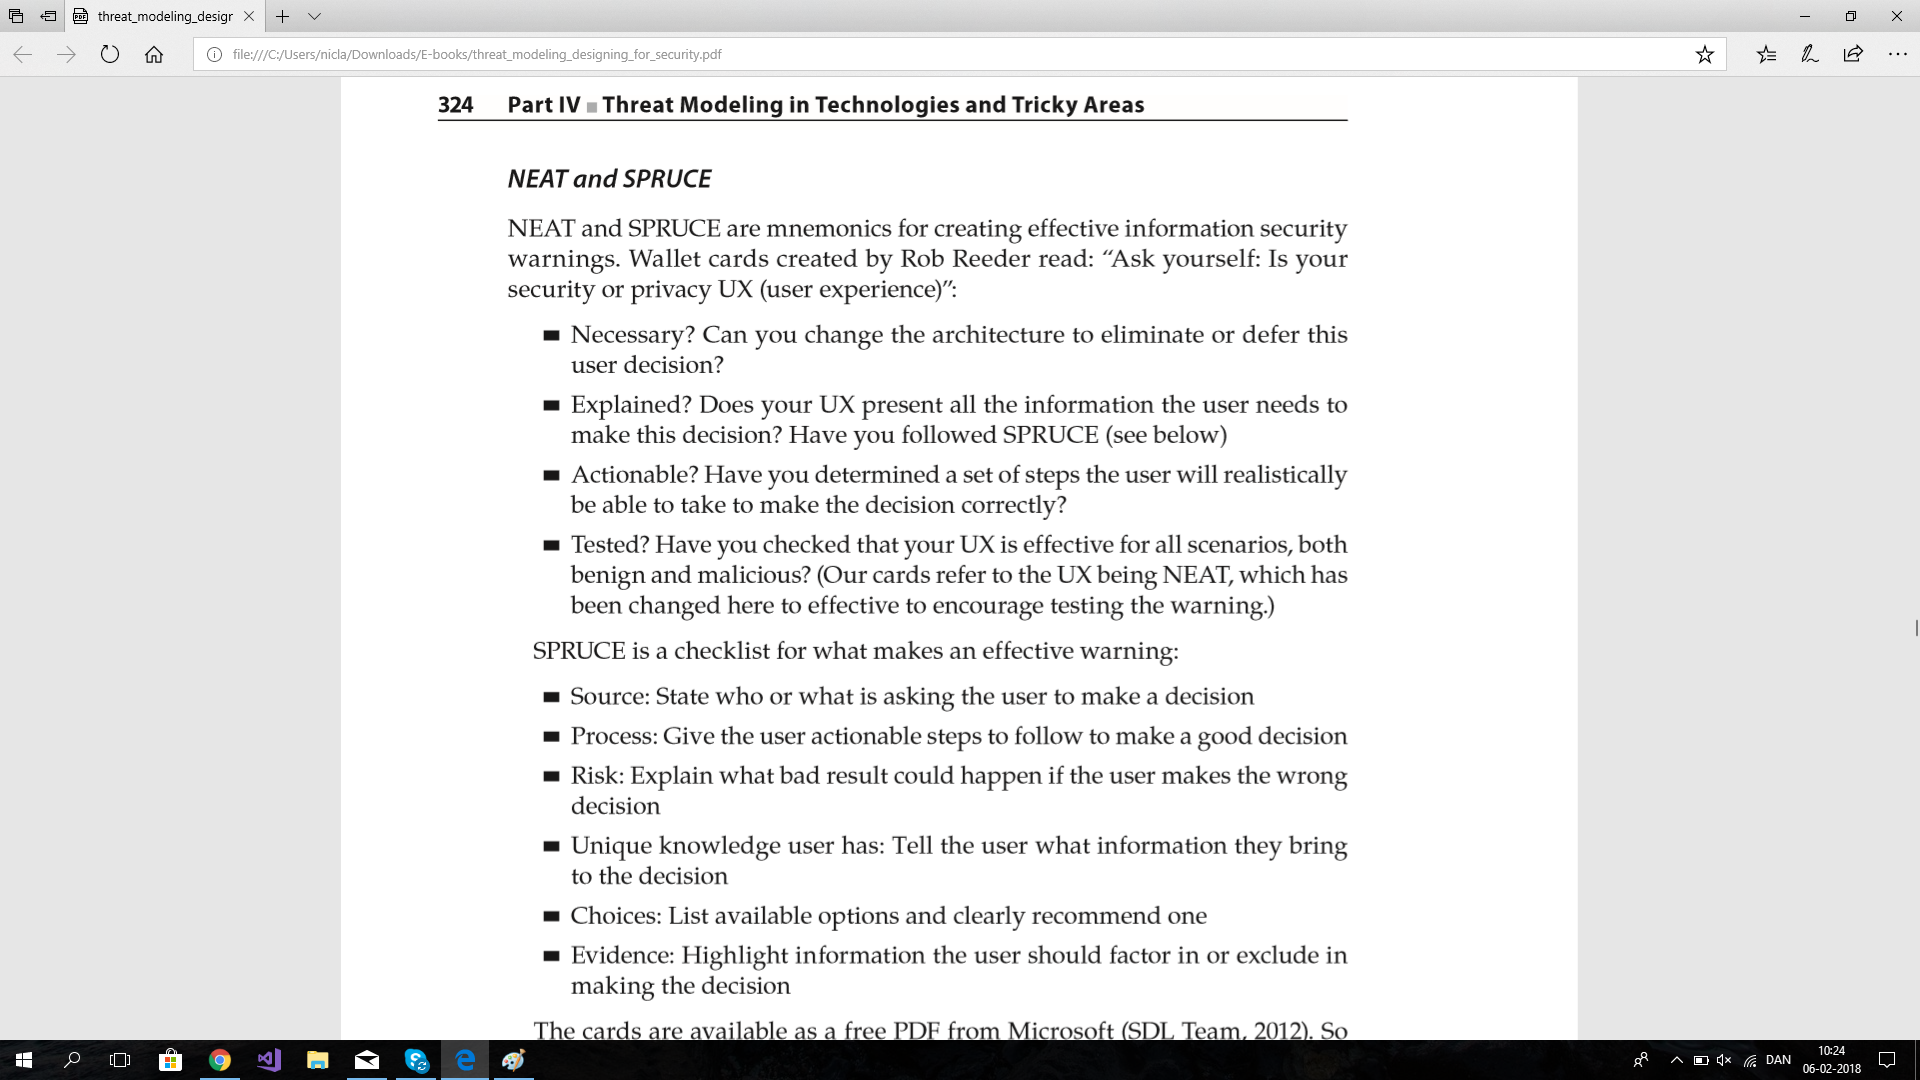 threat_modeling_desigr
file:///C:/Users/nicla/Downloads/E-books/threat_modeling_designing_for_security.pdf
324 Part IV ■ Threat Modeling in Technologies and Tricky Areas
NEAT and SPRUCE
NEAT and SPRUCE are mnemonics for creating effective information security
warnings. Wallet cards created by Rob Reeder read: “Ask yourself: Is your
security or privacy UX (user experience)”:
■ Necessary? Can you change the architecture to eliminate or defer this
user decision?
■ Explained? Does your UX present all the information the user needs to
make this decision? Have you followed SPRUCE (see below)
■ Actionable? Have you determined a set of steps the user will realistically
be able to take to make the decision correctly?
■ Tested? Have you checked that your UX is effective for all scenarios, both
benign and malicious? (Our cards refer to the UX being NEAT, which has
been changed here to effective to encourage testing the warning.)
SPRUCE is a checklist for what makes an effective warning:
■ Source: State who or what is asking the user to make a decision
■ Process: Give the user actionable steps to follow to make a good decision
■ Risk: Explain what bad result could happen if the user makes the wrong
decision
■ Unique knowledge user has: Tell the user what information they bring
to the decision
■ Choices: List available options and clearly recommend one
■ Evidence: Highlight information the user should factor in or exclude in
making the decision
The cards are available as a free PDF from Microsoft (SDL Team, 2012). So
DAN
10:24
06-02-2018